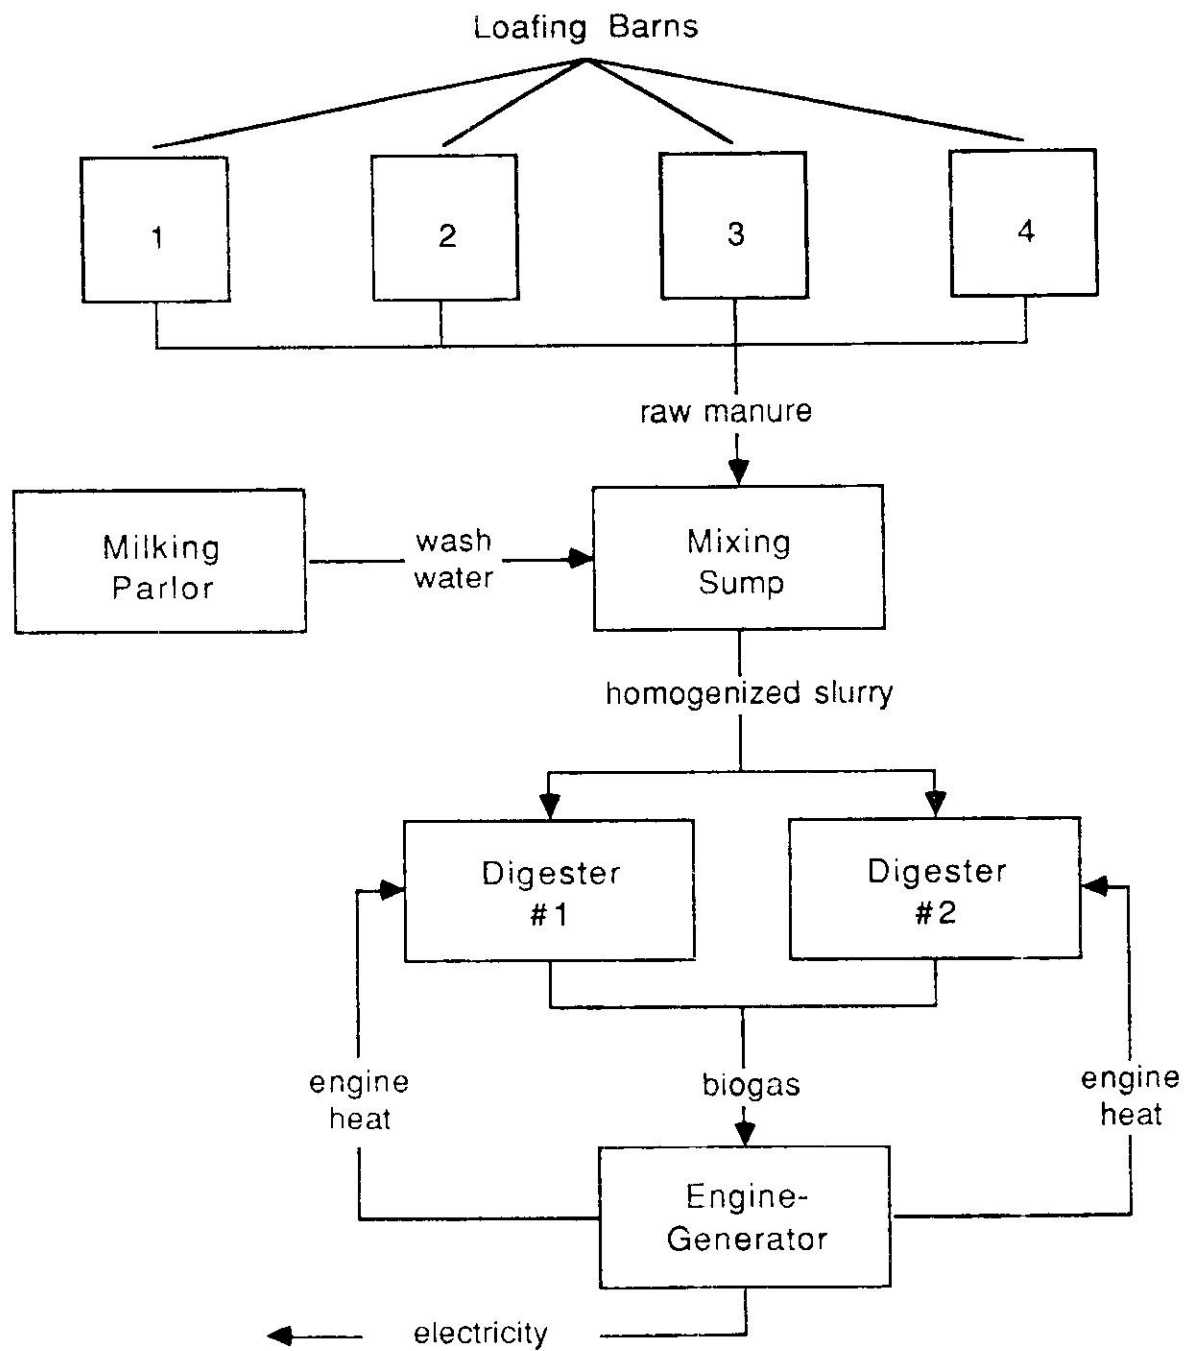 Loafing Barns
1
2
3
4
raw manure
Milking
Parlor
wash
water
Mixing
Sump
homogenized slurry
Digester
#1
Digester
#2
engine
heat
biogas
engine
heat
Engine-
Generator
electricity